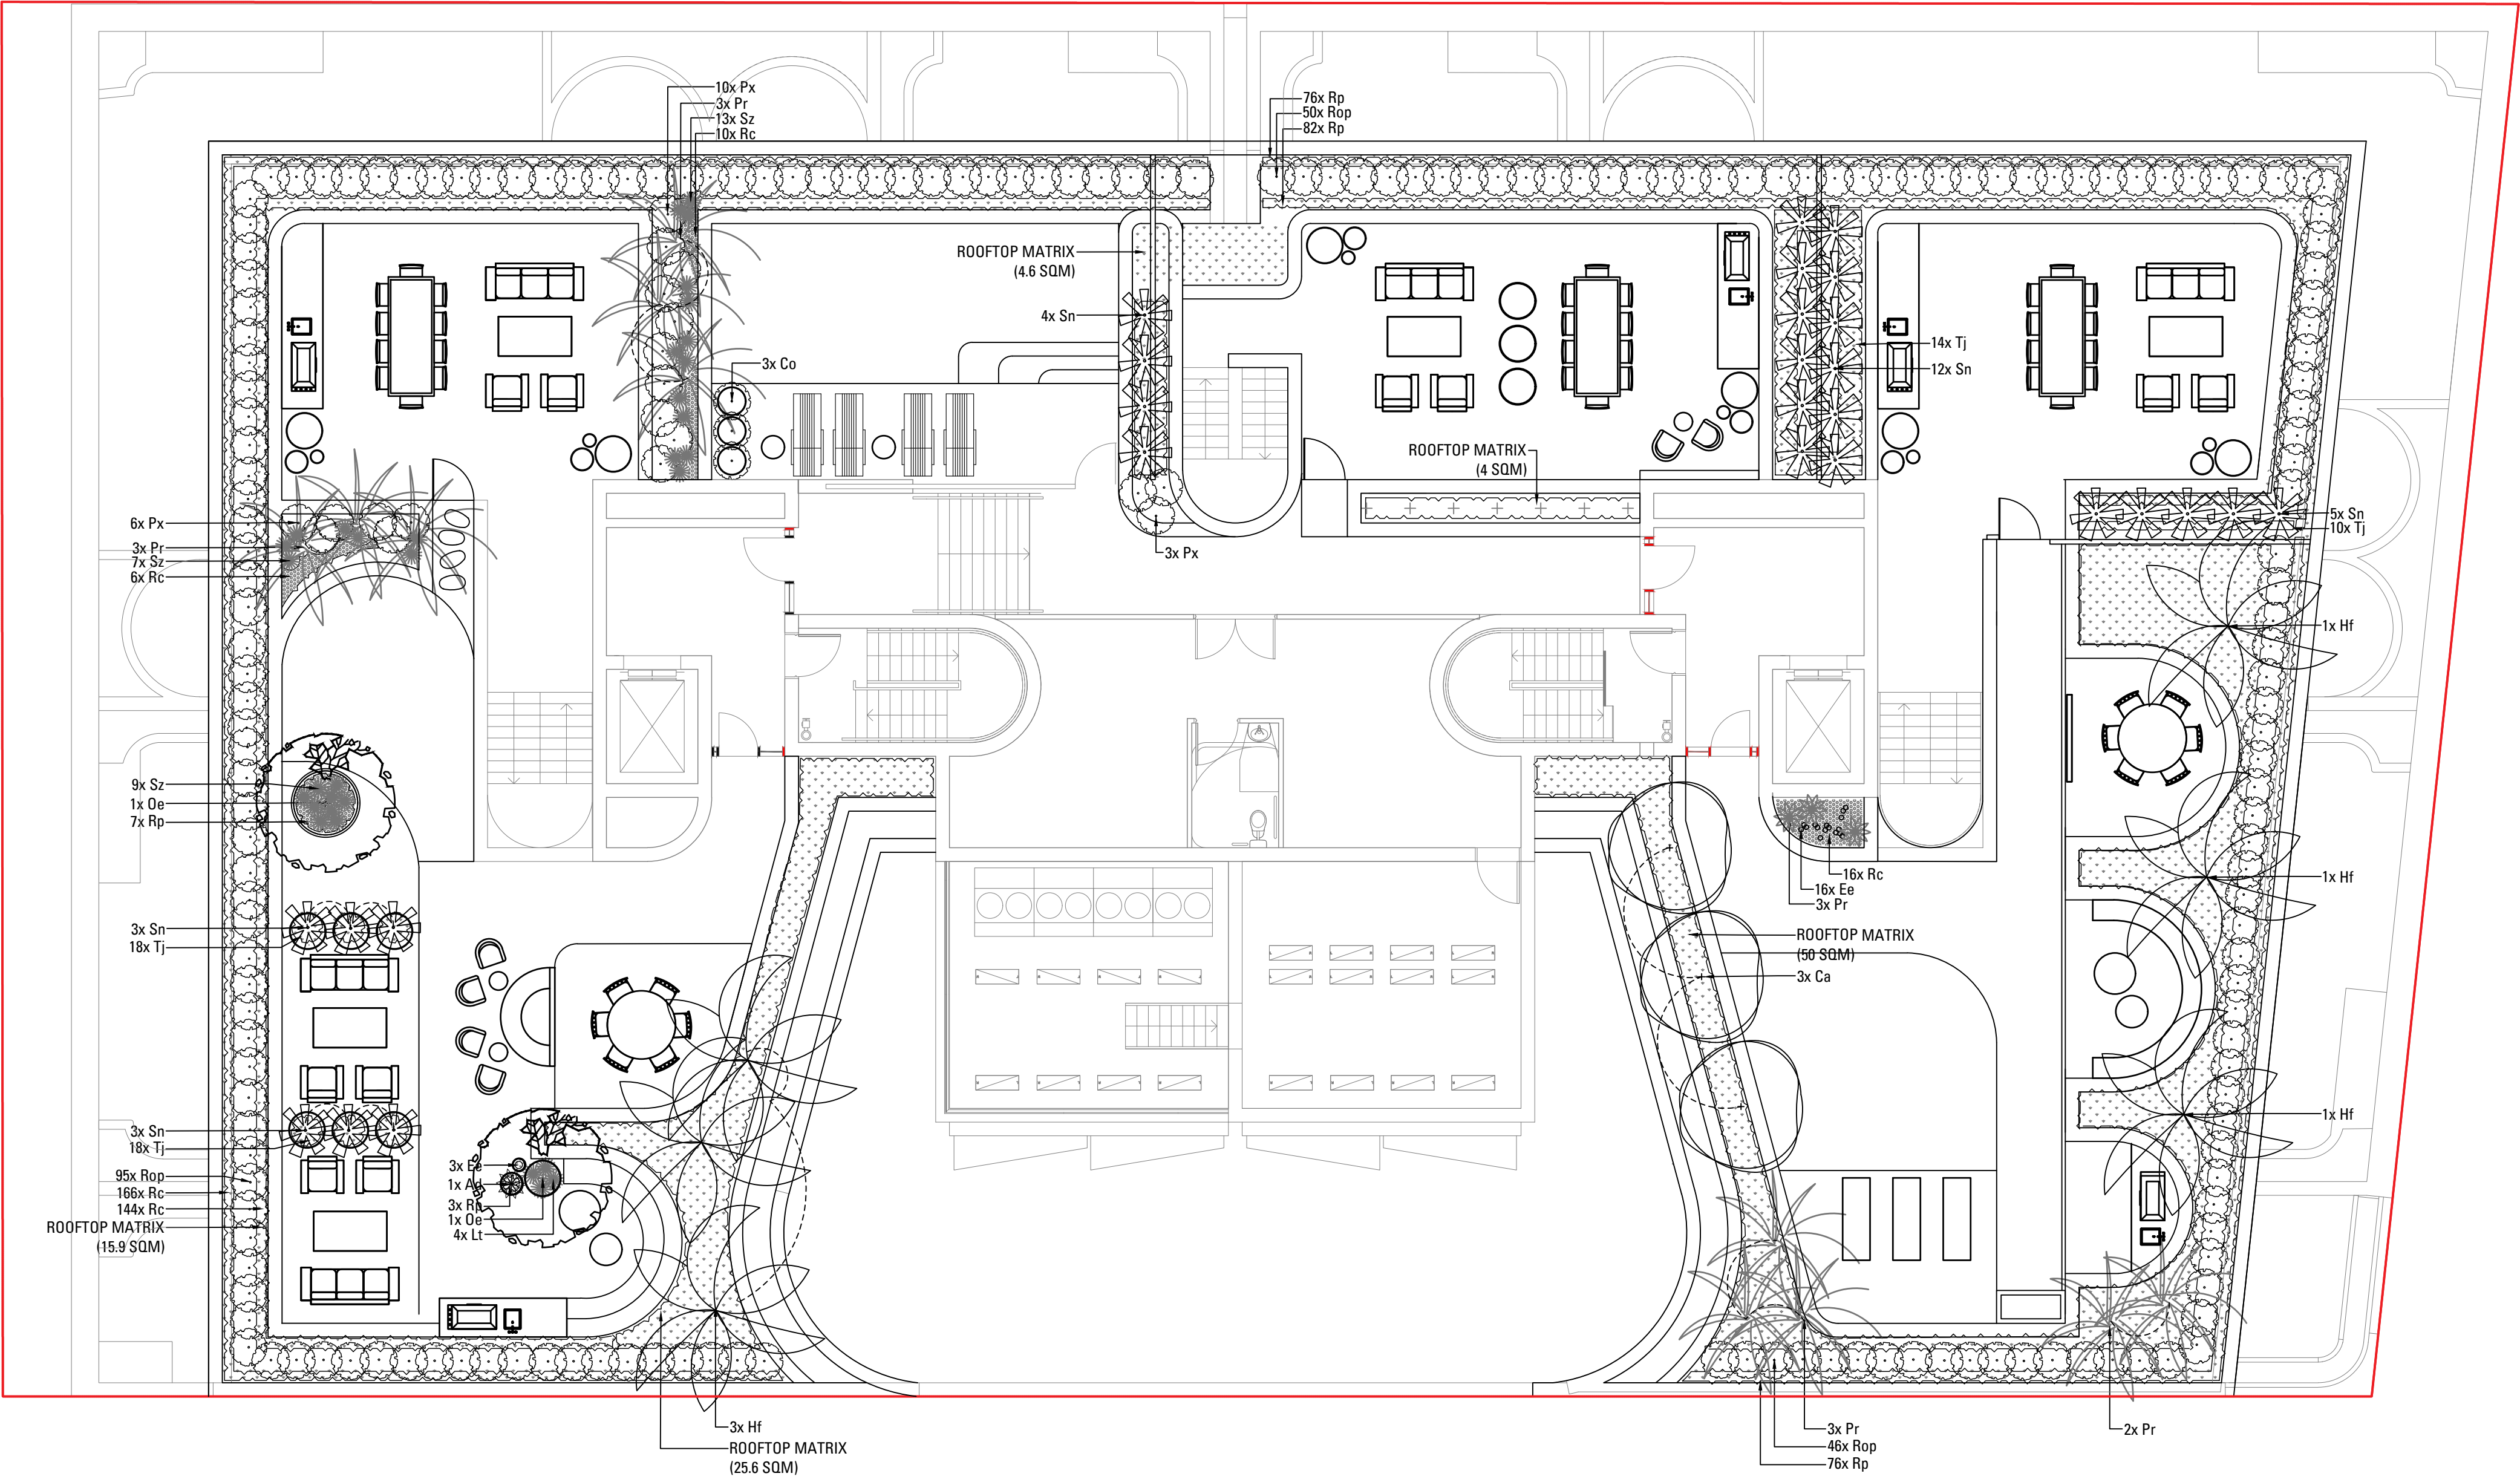 10x Px
3x Pr
13x Sz
10x Rc
76x Rp
50x Rop
82x Rp
ROOFTOP MATRIX
(4.6 SQM)
4x Sn
3x Co
14x Tj
12x Sn
ROOFTOP MATRIX
(4 SQM)
6x Px
3x Pr
7x Sz
6x Rc
3x Px
5x Sn
10x Tj
1x Hf
9x Sz
1x Oe
7x Rp
16x Rc
16x Ee
3x Pr
1x Hf
3x Sn
18x Tj
ROOFTOP MATRIX
(50 SQM)
3x Ca
1x Hf
3x Sn
18x Tj
95x Rop
166x Rc
144x Rc
ROOFTOP MATRIX
(15.9 SQM)
3x Ee
1x Ad
3x Rp
1x Oe
4x Lt
3x Hf
ROOFTOP MATRIX
(25.6 SQM)
3x Pr
46x Rop
76x Rp
2x Pr